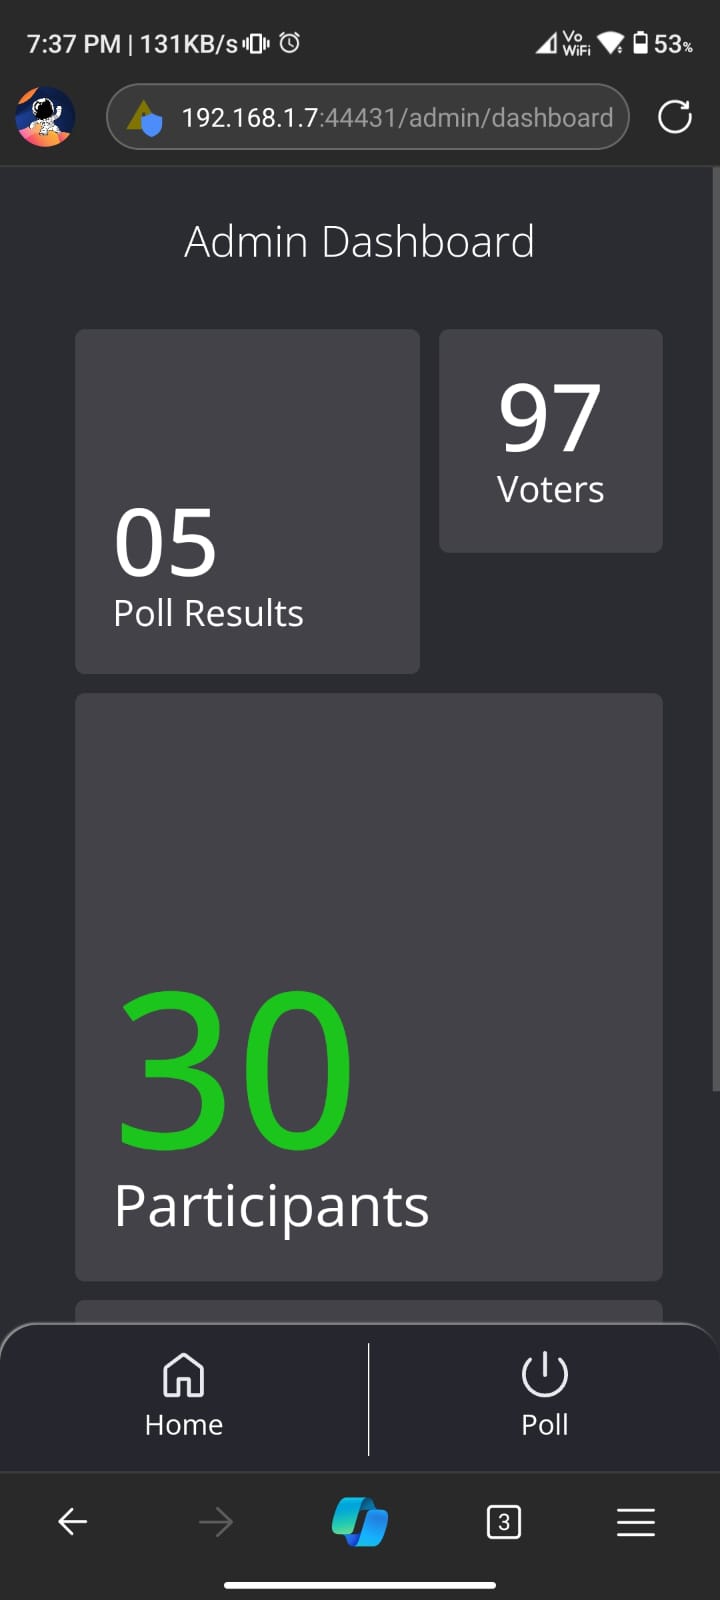 7:37 PM | 131KB/s
Vo
WiFi
53%
192.168.1.7:44431/admin/dashboard
Admin Dashboard
97
Voters
05
Poll Results
30
Participants
Home
Poll
3